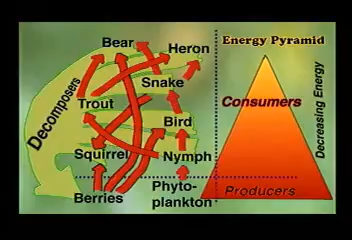 Bear
Heron
Decomposers
Snake
Trout
Bird
Squirrel
Nymph
Berries
Phyto-
plankton
Energy Pyramid
Consumers
Decreasing Energy
Producers